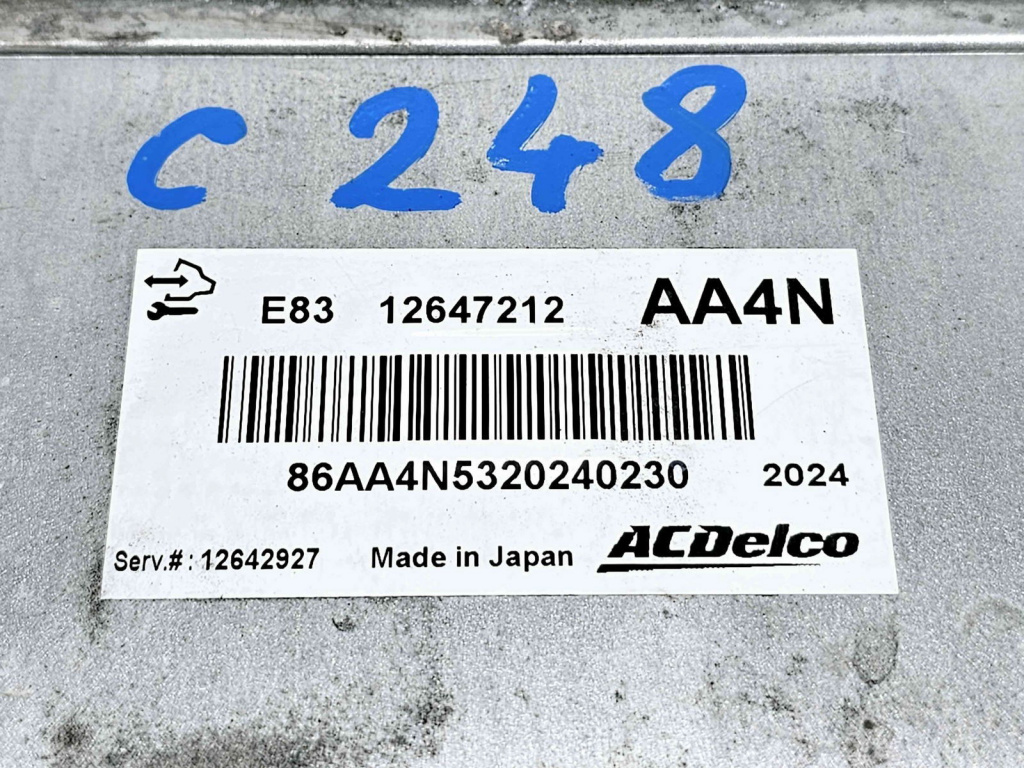 C 248
E83 12647212 AA4N
86AA4N5320240230 2024
Serv.#: 12642927 Made in Japan ACDelco